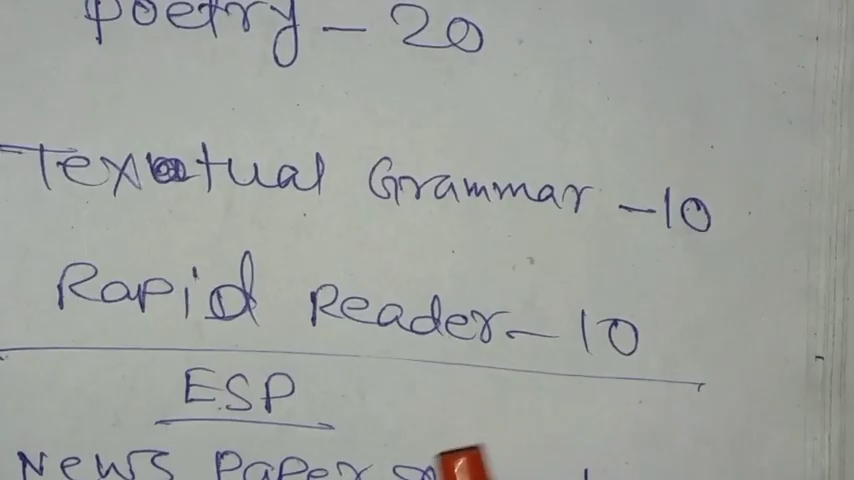 Poetry - 20
Textual Grammar - 10
Rapid Reader - 10
ESP
News Paper